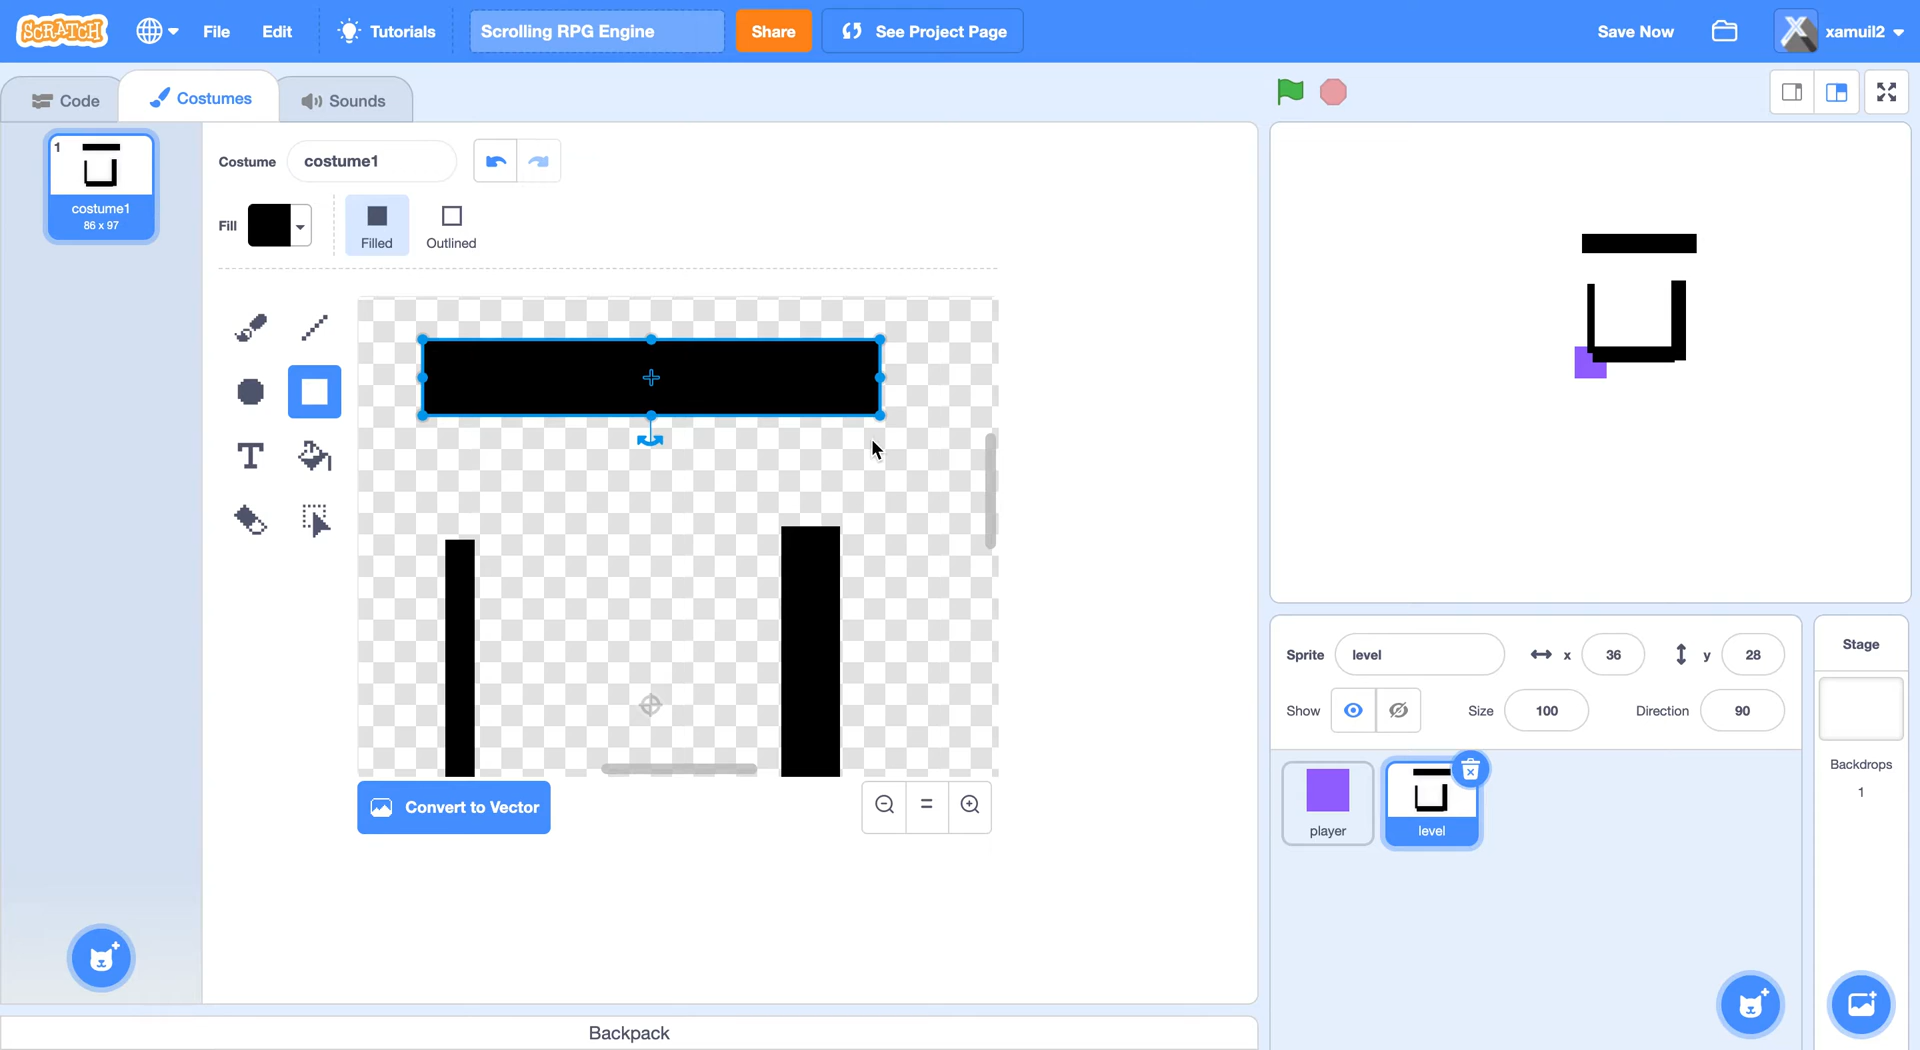 SCRATCH
File
Edit
Tutorials
Scrolling RPG Engine
Share
See Project Page
Save Now
xamuil2
Code
Costumes
Sounds
1
costume1
86 x 97
Costume
costume1
Fill
Filled
Outlined
T
Convert to Vector
Backpack
Sprite
level
x
36
y
28
Show
Size
100
Direction
90
player
level
Stage
Backdrops
1